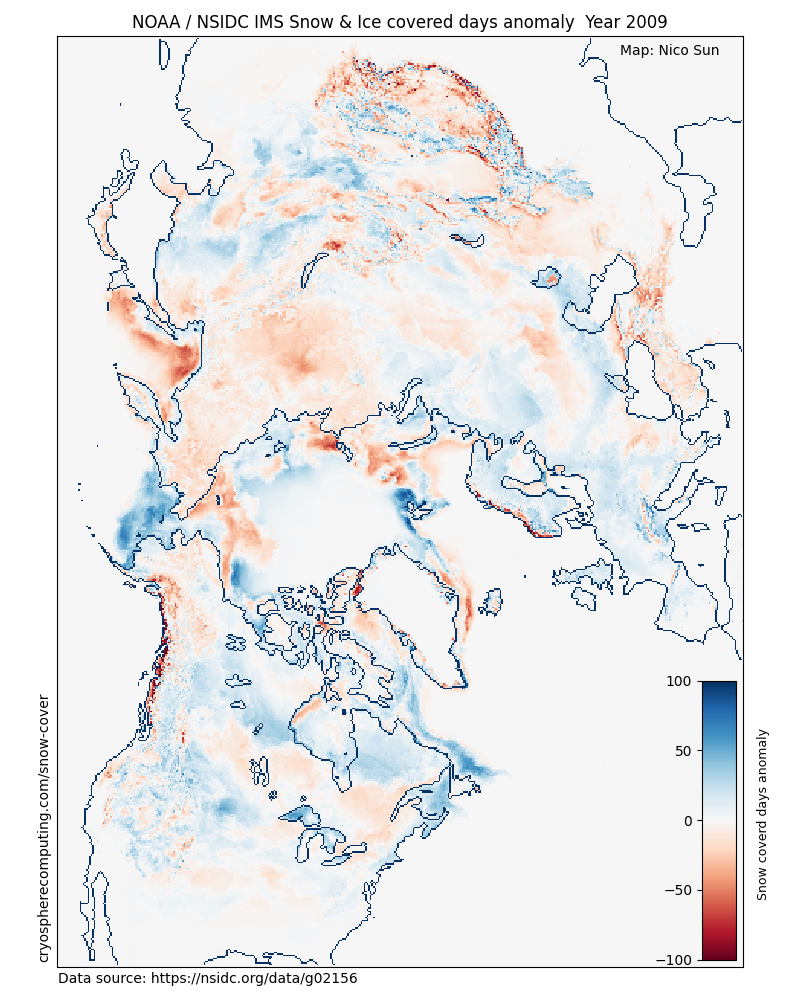 NOAA / NSIDC IMS Snow & Ice covered days anomaly  Year 2009
Map: Nico Sun
100
50
0
−50
−100
Snow coverd days anomaly
cryospherecomputing.com/snow-cover
Data source: https://nsidc.org/data/g02156